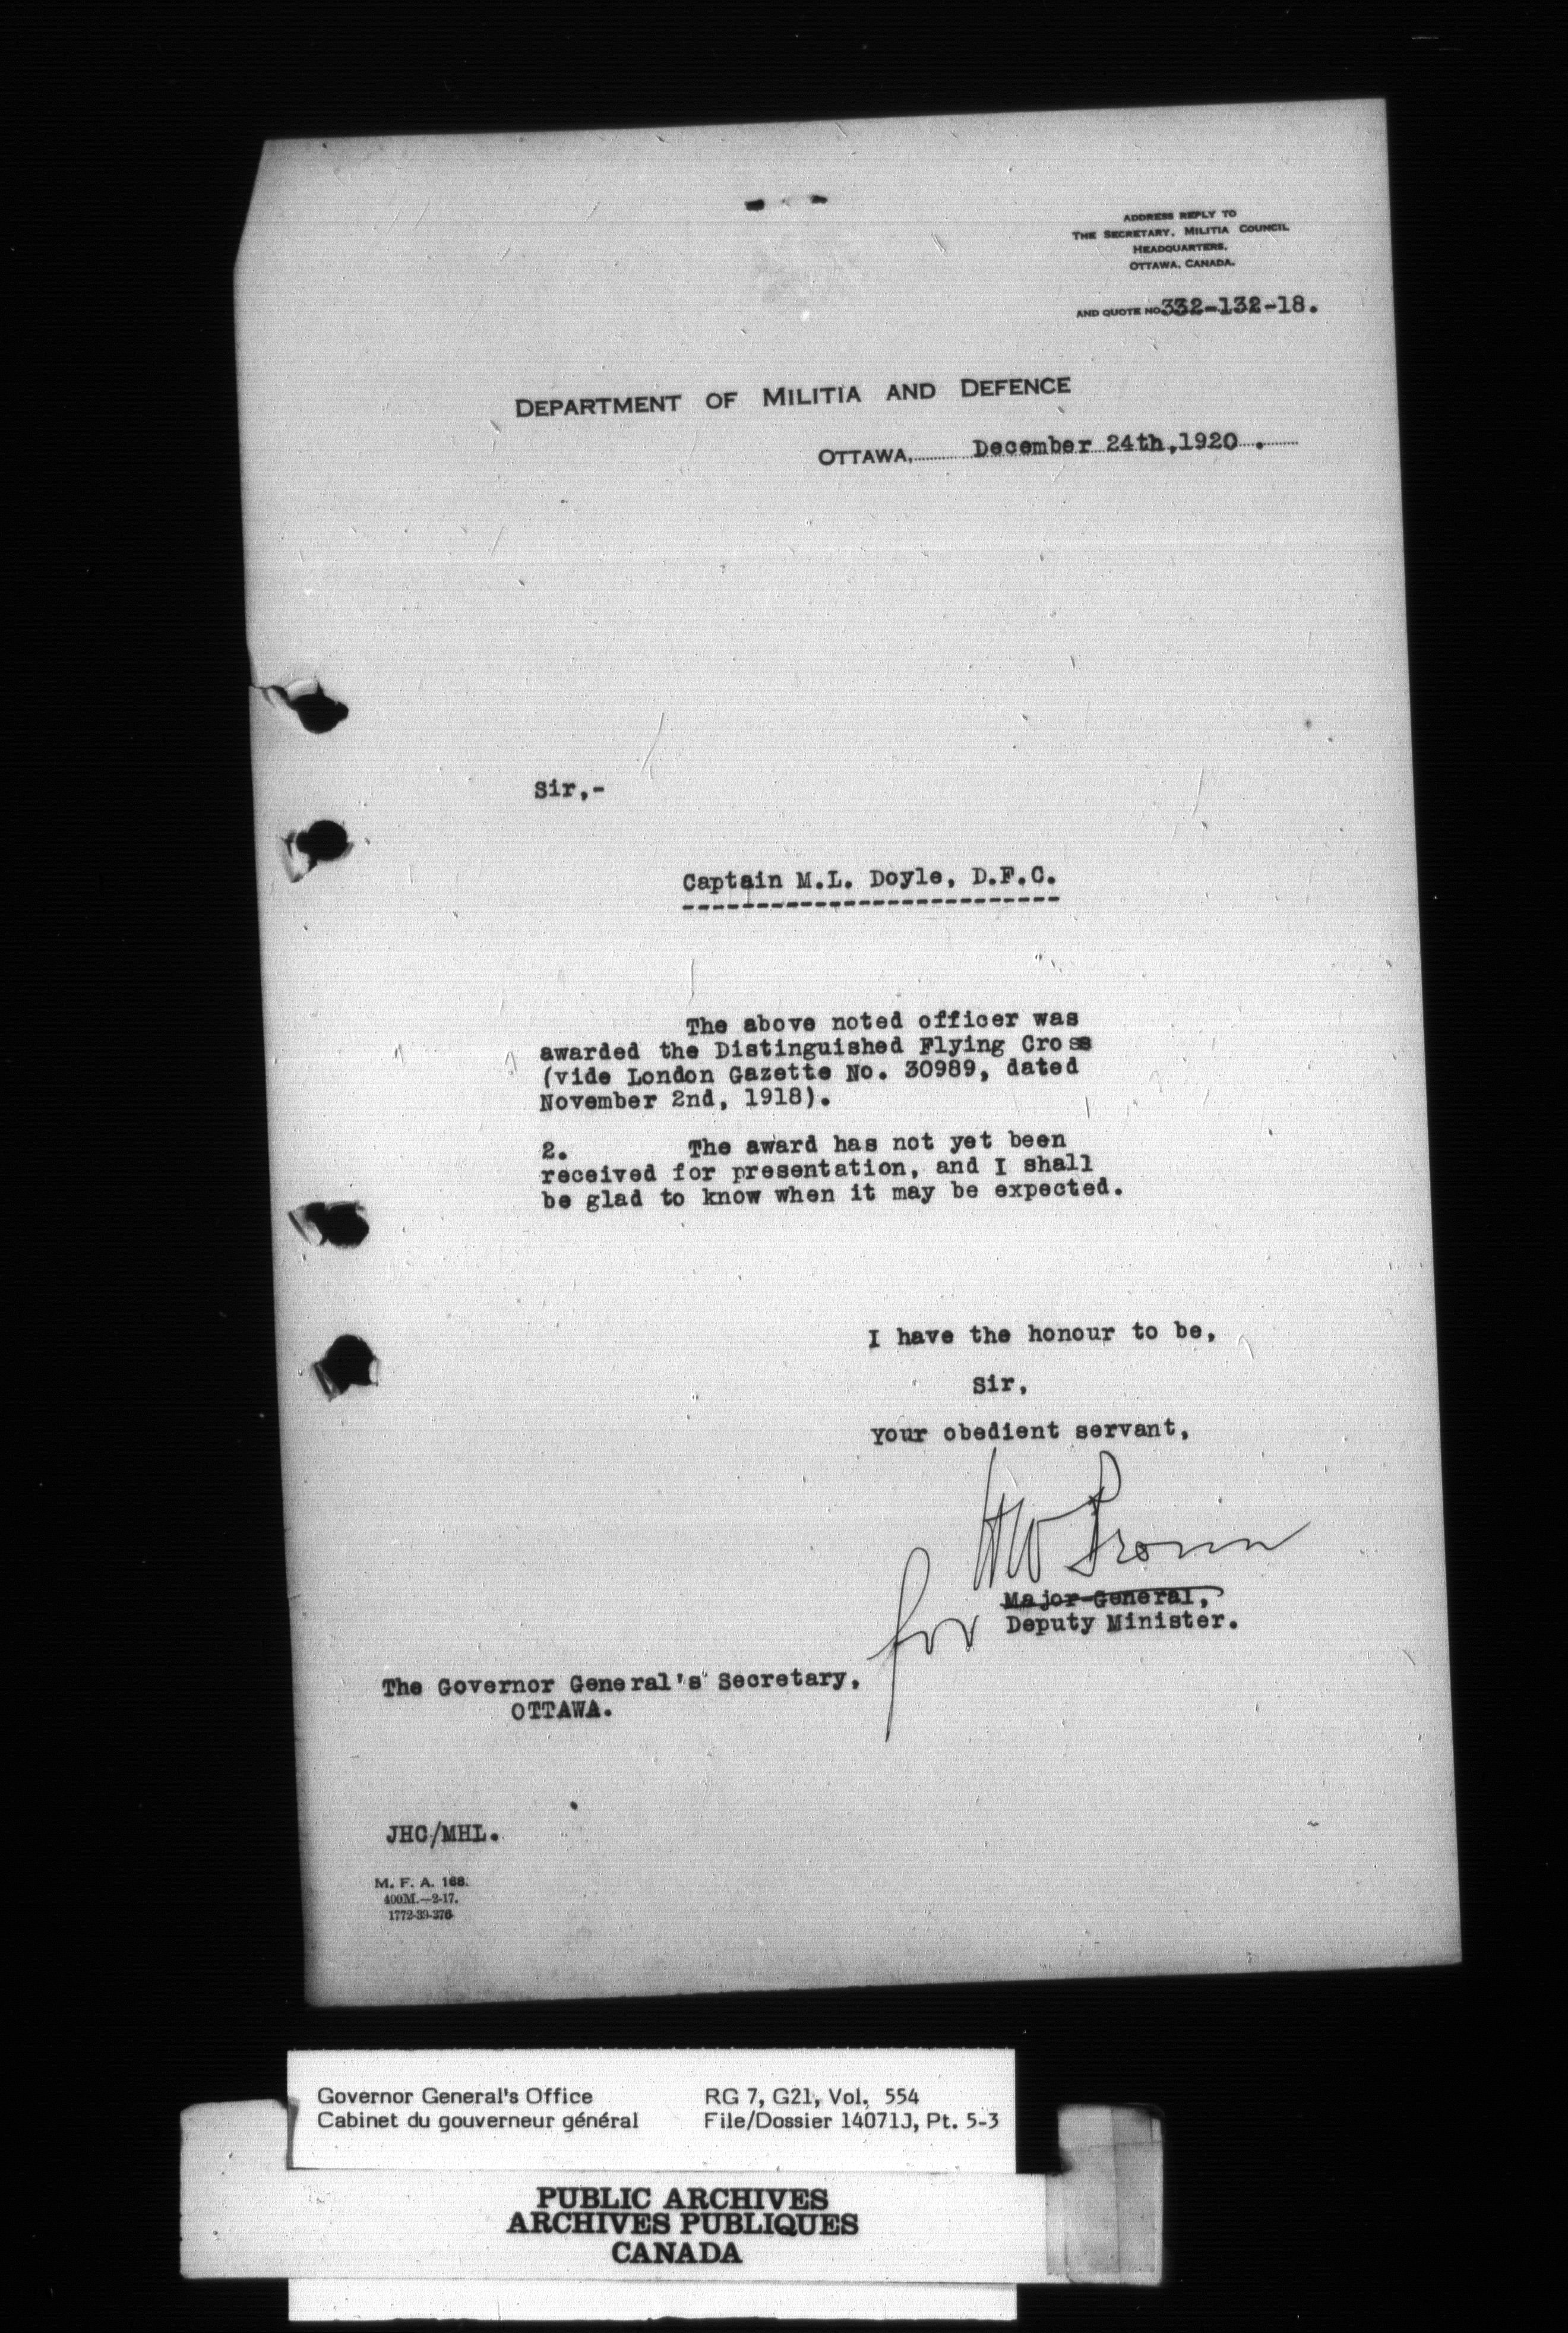 ADDRESS REPLY TO
THE SECRETARY, MILITIA COUNCIL
HEADQUARTERS,
OTTAWA, CANADA.
AND QUOTE NO 332-132-18.
DEPARTMENT OF MILITIA AND DEFENCE
OTTAWA, December 24th, 1920.
Sir,-
Captain M.L. Doyle, D.F.C.
The above noted officer was
awarded the Distinguished Flying Cross
(vide London Gazette No. 30989, dated
November 2nd, 1918).
2. The award has not yet been
received for presentation, and I shall
be glad to know when it may be expected.
I have the honour to be,
Sir,
Your obedient servant,
HW Brown
Major-General,
for Deputy Minister.
The Governor General's Secretary,
OTTAWA.
JHC/MHL.
M. F. A. 168.
400M.—2-17.
1772-39-376
Governor General's Office RG 7, G21, Vol. 554
Cabinet du gouverneur général File/Dossier 14071J, Pt. 5-3
PUBLIC ARCHIVES
ARCHIVES PUBLIQUES
CANADA